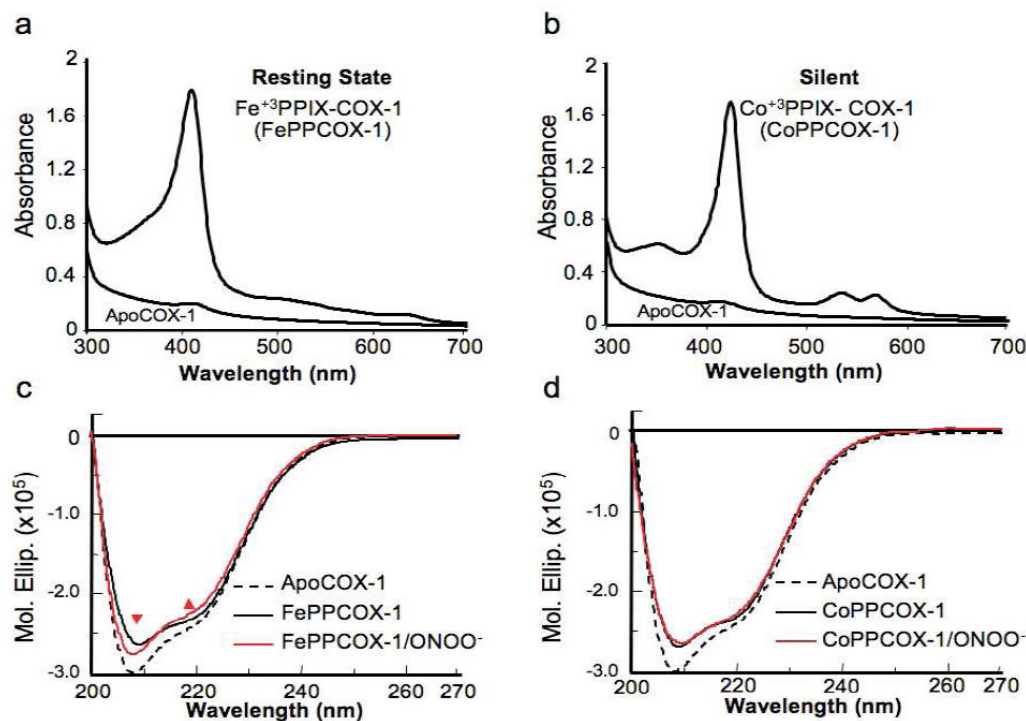 a
Resting State
Fe+3PPIX-COX-1
(FePPCOX-1)
2
1.6
1.2
0.8
0.4
0
Absorbance
ApoCOX-1
300 400 500 600 700
Wavelength (nm)
b
Silent
Co+3PPIX- COX-1
(CoPPCOX-1)
2
1.6
1.2
0.8
0.4
0
Absorbance
ApoCOX-1
300 400 500 600 700
Wavelength (nm)
c
0
-1.0
-2.0
-3.0
Mol. Ellip. (x10⁵)
ApoCOX-1
FePPCOX-1
FePPCOX-1/ONOO⁻
200 220 240 260 270
Wavelength (nm)
d
0
-1.0
-2.0
-3.0
Mol. Ellip. (x10⁵)
ApoCOX-1
CoPPCOX-1
CoPPCOX-1/ONOO⁻
200 220 240 260 270
Wavelength (nm)